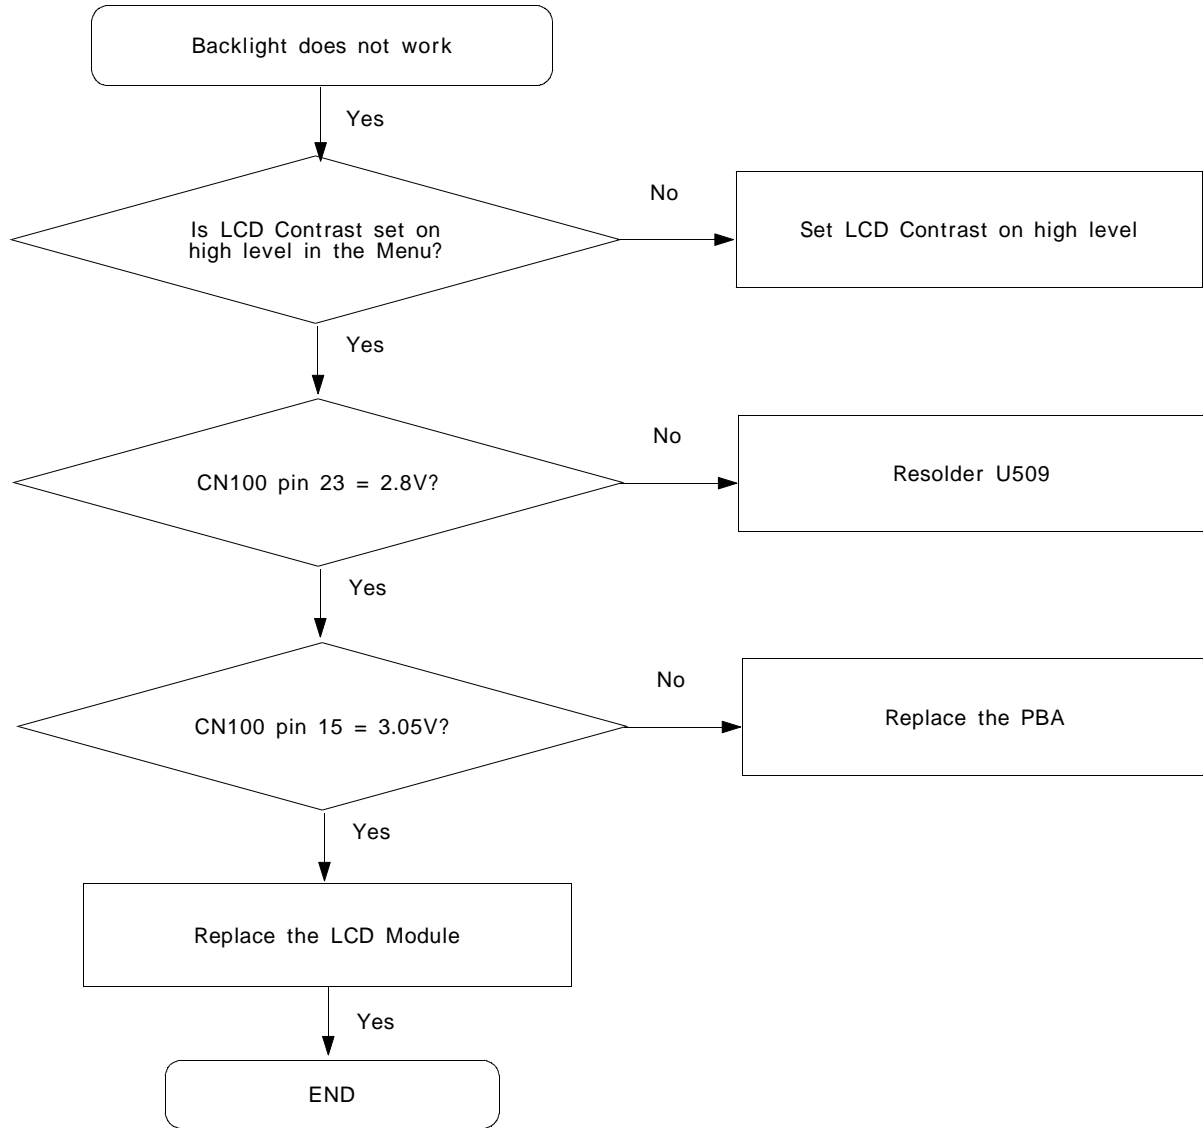 Backlight does not work
Yes
No
Is LCD Contrast set on
high level in the Menu?
Set LCD Contrast on high level
Yes
No
CN100 pin 23 = 2.8V?
Resolder U509
Yes
No
CN100 pin 15 = 3.05V?
Replace the PBA
Yes
Replace the LCD Module
Yes
END